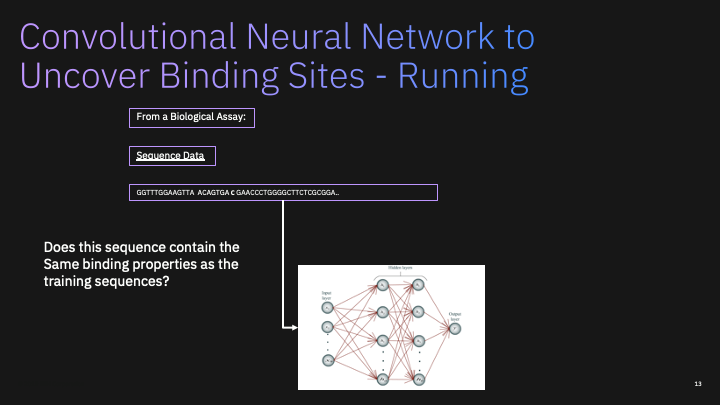 Convolutional Neural Network to
Uncover Binding Sites - Running
From a Biological Assay:
Sequence Data
GGTTTGGAAGTTA ACAGTGA C GAACCCTGGGGCTTCTCGCGGA..
Does this sequence contain the
Same binding properties as the
training sequences?
Hidden layers
Input
layer
Output
layer
13